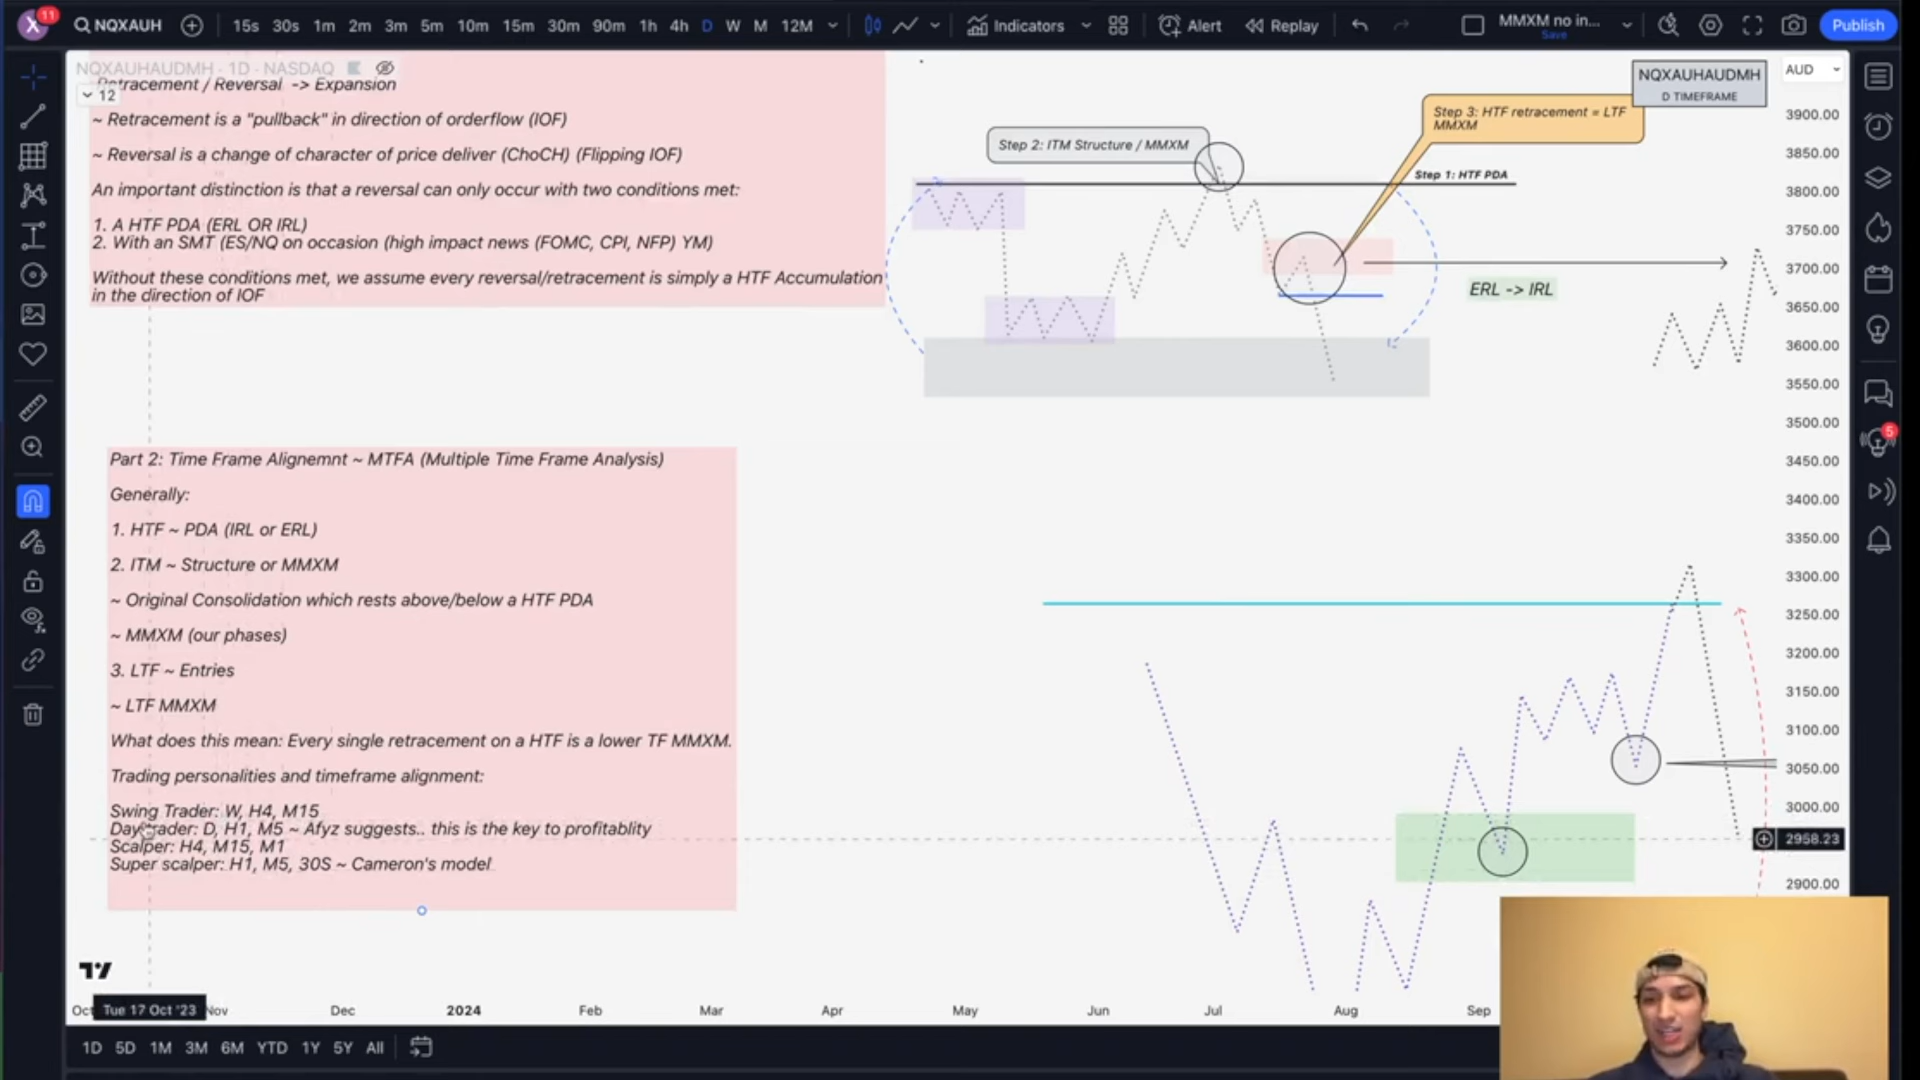 X 11 NQXAUH 15s 30s 1m 2m 3m 5m 10m 15m 30m 90m 1h 4h D W M 12M Indicators Alert Replay MMXM no in... Save Publish
NQXAUHAUDMH · 1D · NASDAQ
12
Retracement / Reversal -> Expansion
~ Retracement is a "pullback" in direction of orderflow (IOF)
~ Reversal is a change of character of price deliver (ChoCH) (Flipping IOF)
An important distinction is that a reversal can only occur with two conditions met:
1. A HTF PDA (ERL OR IRL)
2. With an SMT (ES/NQ on occasion (high impact news (FOMC, CPI, NFP) YM)
Without these conditions met, we assume every reversal/retracement is simply a HTF Accumulation
in the direction of IOF
Step 2: ITM Structure / MMXM
Step 3: HTF retracement = LTF
MMXM
Step 1: HTF PDA
ERL -> IRL
NQXAUHAUDMH
D TIMEFRAME
AUD
Part 2: Time Frame Alignemnt ~ MTFA (Multiple Time Frame Analysis)
Generally:
1. HTF ~ PDA (IRL or ERL)
2. ITM ~ Structure or MMXM
~ Original Consolidation which rests above/below a HTF PDA
~ MMXM (our phases)
3. LTF ~ Entries
~ LTF MMXM
What does this mean: Every single retracement on a HTF is a lower TF MMXM.
Trading personalities and timeframe alignment:
Swing Trader: W, H4, M15
Day trader: D, H1, M5 ~ Afyz suggests.. this is the key to profitablity
Scalper: H4, M15, M1
Super scalper: H1, M5, 30S ~ Cameron's model
3900.00
3850.00
3800.00
3750.00
3700.00
3650.00
3600.00
3550.00
3500.00
3450.00
3400.00
3350.00
3300.00
3250.00
3200.00
3150.00
3100.00
3050.00
3000.00
2958.23
2900.00
5
Oct Tue 17 Oct '23 Nov Dec 2024 Feb Mar Apr May Jun Jul Aug Sep
1D 5D 1M 3M 6M YTD 1Y 5Y All